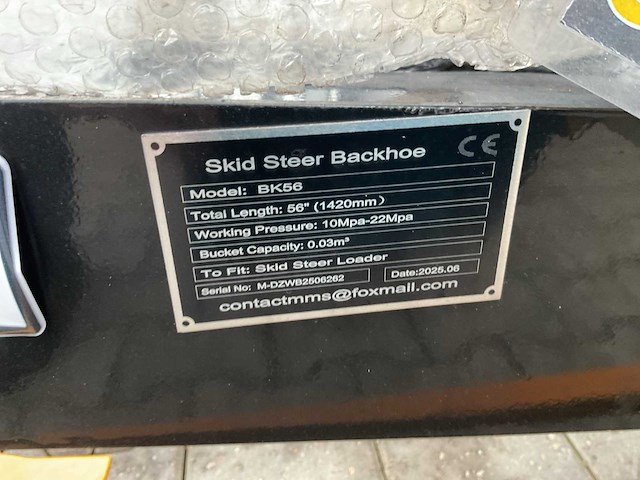 Skid Steer Backhoe CE
Model: BK56
Total Length: 56" (1420mm)
Working Pressure: 10Mpa-22Mpa
Bucket Capacity: 0.03m³
To Fit: Skid Steer Loader
Serial No: M-DZWB2506262 Date:2025.06
contactmms@foxmail.com